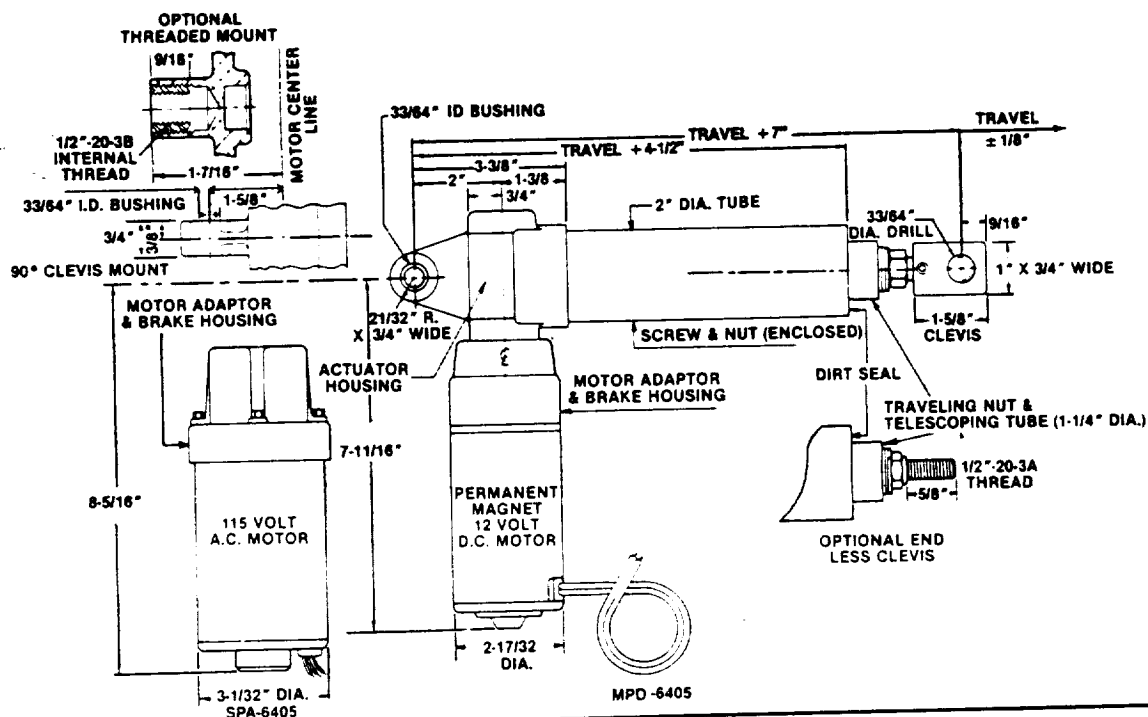 OPTIONAL
THREADED MOUNT
9/16"
MOTOR CENTER
LINE
1/2"-20-3B
INTERNAL
THREAD
1-7/16"
33/64" I.D. BUSHING
1-5/8"
3/4"
3/8"
90° CLEVIS MOUNT
33/64" ID BUSHING
TRAVEL +7"
TRAVEL
± 1/8"
TRAVEL +4-1/2"
3-3/8"
2"
1-3/8
3/4"
2" DIA. TUBE
33/64"
DIA. DRILL
9/16"
1" X 3/4" WIDE
1-5/8"
CLEVIS
MOTOR ADAPTOR
& BRAKE HOUSING
21/32" R.
X 3/4" WIDE
ACTUATOR
HOUSING
SCREW & NUT (ENCLOSED)
MOTOR ADAPTOR
& BRAKE HOUSING
DIRT SEAL
TRAVELING NUT &
TELESCOPING TUBE (1-1/4" DIA.)
1/2"-20-3A
THREAD
5/8"
OPTIONAL END
LESS CLEVIS
8-5/16"
7-11/16"
115 VOLT
A.C. MOTOR
PERMANENT
MAGNET
12 VOLT
D.C. MOTOR
3-1/32" DIA.
SPA-6405
2-17/32
DIA.
MPD -6405